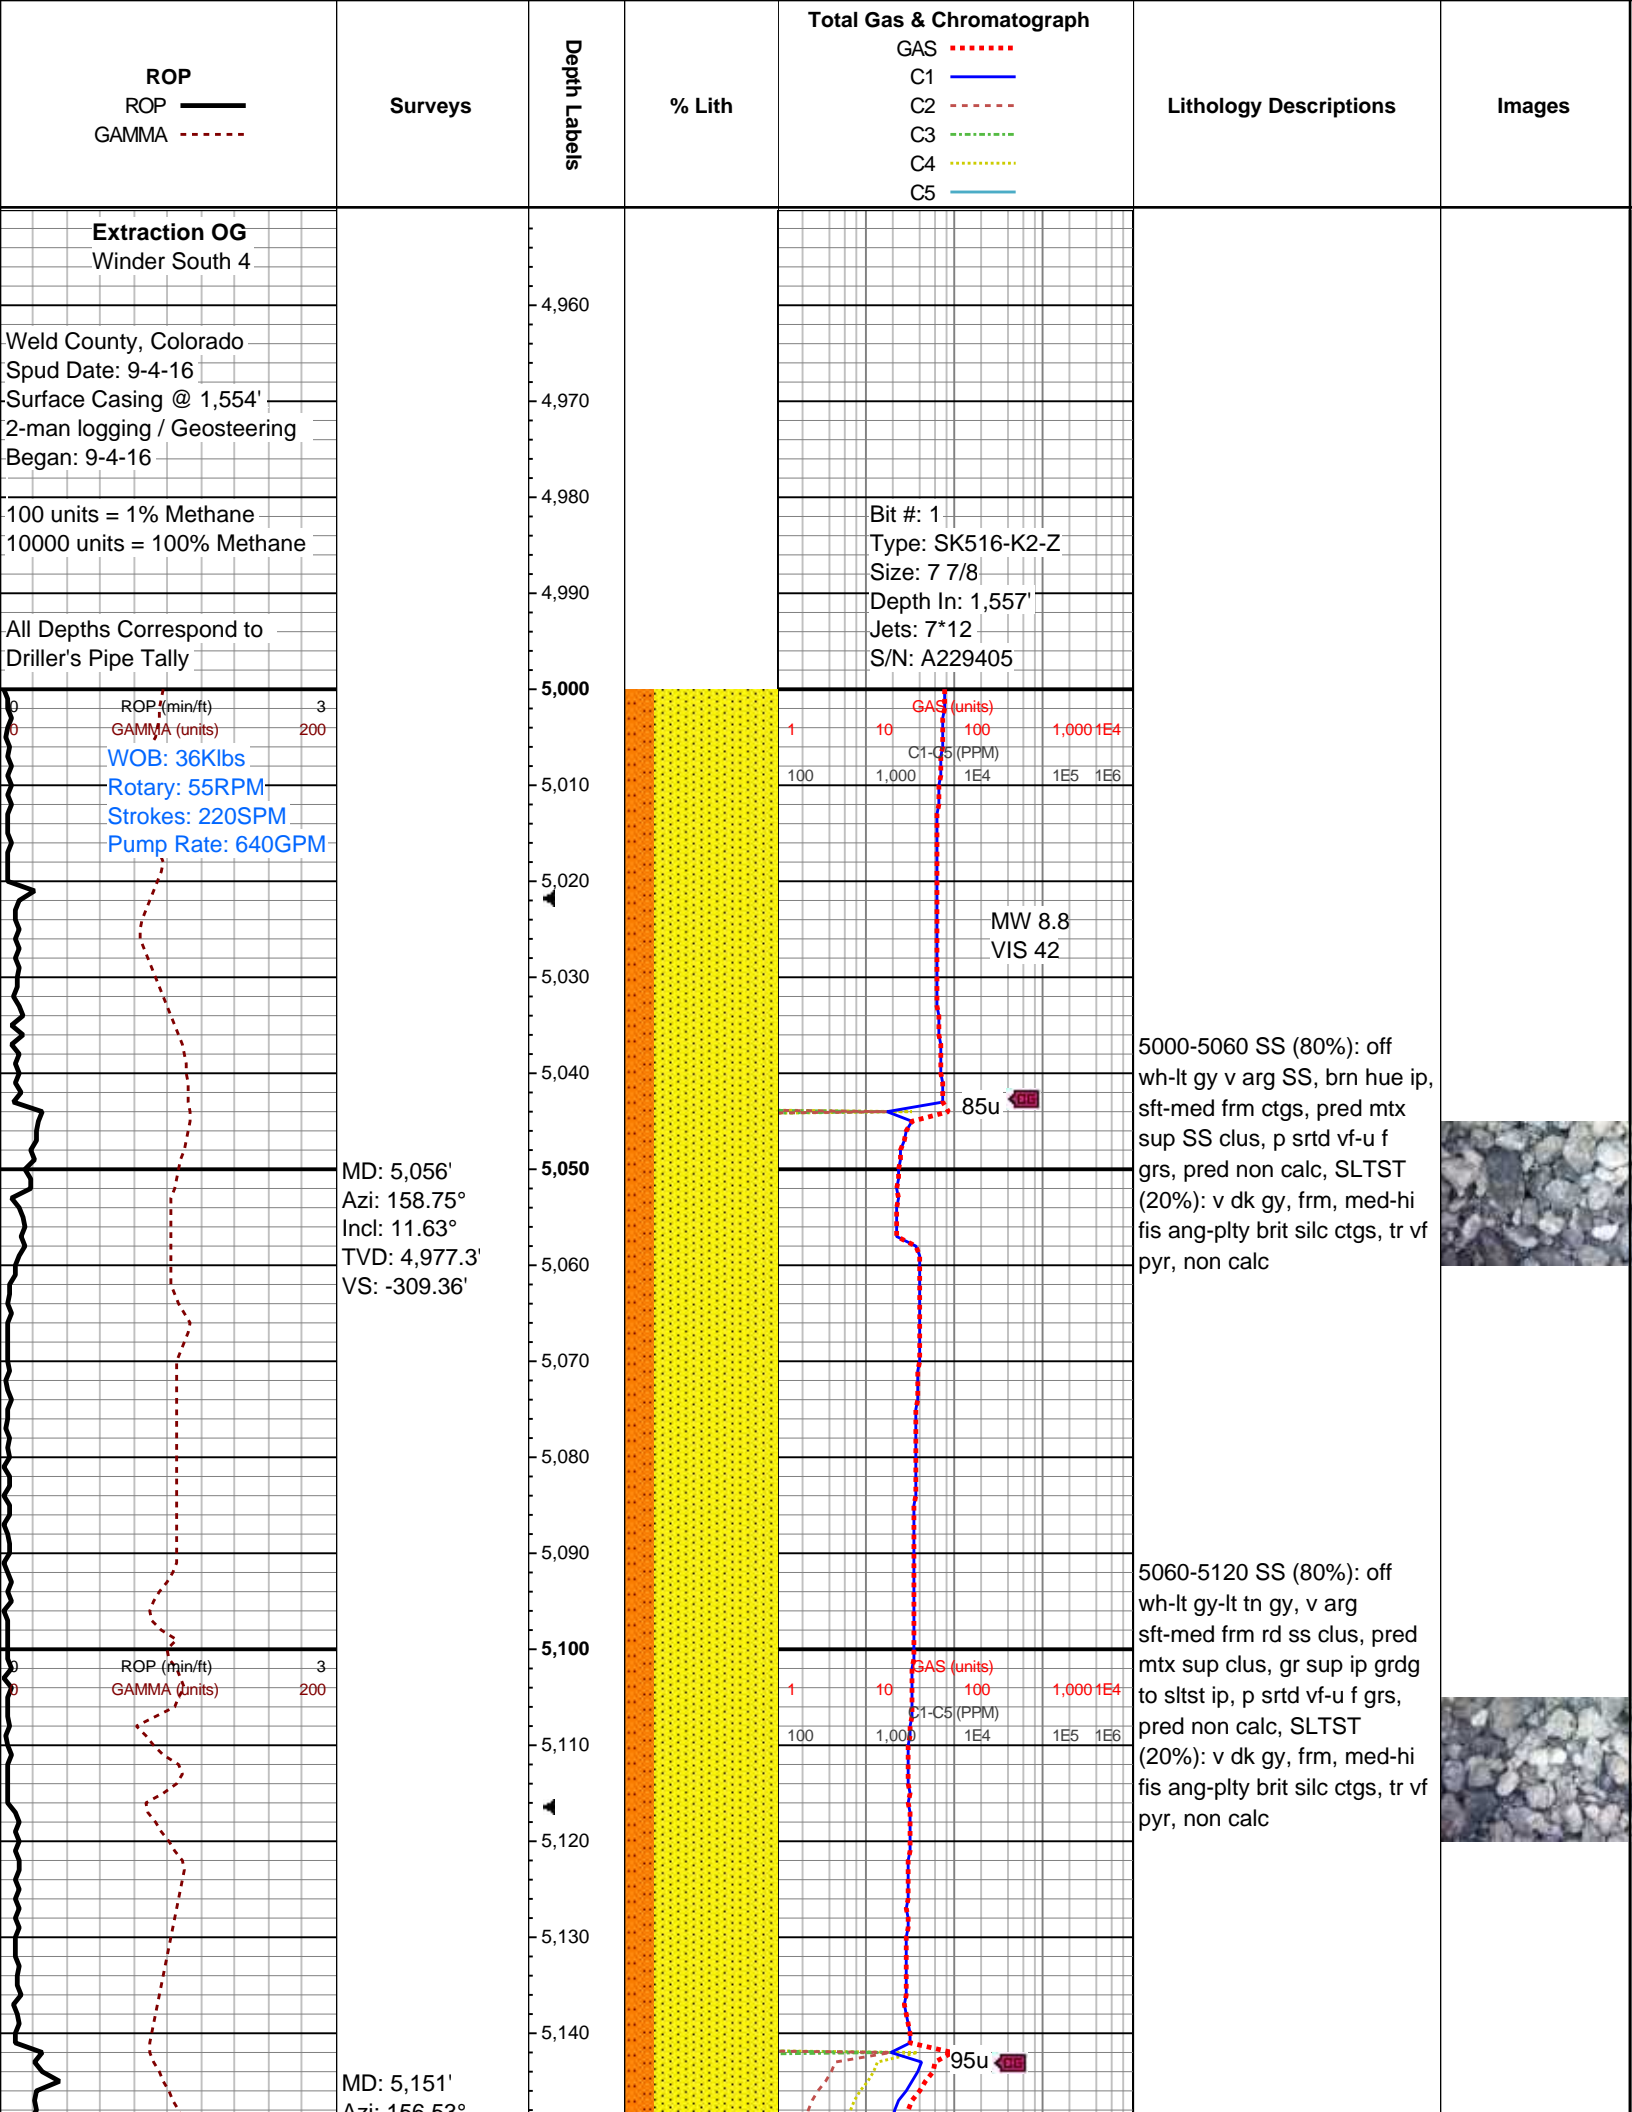 ROP
ROP
GAMMA
Surveys
Depth Labels
% Lith
Total Gas & Chromatograph
GAS
C1
C2
C3
C4
C5
Lithology Descriptions
Images
Extraction OG
Winder South 4
Weld County, Colorado
Spud Date: 9-4-16
Surface Casing @ 1,554'
2-man logging / Geosteering
Began: 9-4-16
100 units = 1% Methane
10000 units = 100% Methane
All Depths Correspond to
Driller's Pipe Tally
4,960
4,970
4,980
4,990
Bit #: 1
Type: SK516-K2-Z
Size: 7 7/8
Depth In: 1,557'
Jets: 7*12
S/N: A229405
5,000
0 ROP (min/ft) 3
0 GAMMA (units) 200
WOB: 36Klbs
Rotary: 55RPM
Strokes: 220SPM
Pump Rate: 640GPM
GAS (units)
1 10 100 1,000 1E4
C1-C5 (PPM)
100 1,000 1E4 1E5 1E6
5,010
5,020
MW 8.8
VIS 42
5,030
5,040
85u CG
5000-5060 SS (80%): off
wh-lt gy v arg SS, brn hue ip,
sft-med frm ctgs, pred mtx
sup SS clus, p srtd vf-u f
grs, pred non calc, SLTST
(20%): v dk gy, frm, med-hi
fis ang-plty brit silc ctgs, tr vf
pyr, non calc
5,050
MD: 5,056'
Azi: 158.75°
Incl: 11.63°
TVD: 4,977.3'
VS: -309.36'
5,060
5,070
5,080
5,090
5060-5120 SS (80%): off
wh-lt gy-lt tn gy, v arg
sft-med frm rd ss clus, pred
mtx sup clus, gr sup ip grdg
to sltst ip, p srtd vf-u f grs,
pred non calc, SLTST
(20%): v dk gy, frm, med-hi
fis ang-plty brit silc ctgs, tr vf
pyr, non calc
5,100
0 ROP (min/ft) 3
0 GAMMA (units) 200
GAS (units)
1 10 100 1,000 1E4
C1-C5 (PPM)
100 1,000 1E4 1E5 1E6
5,110
5,120
5,130
5,140
95u CG
MD: 5,151'
Azi: 156.53°